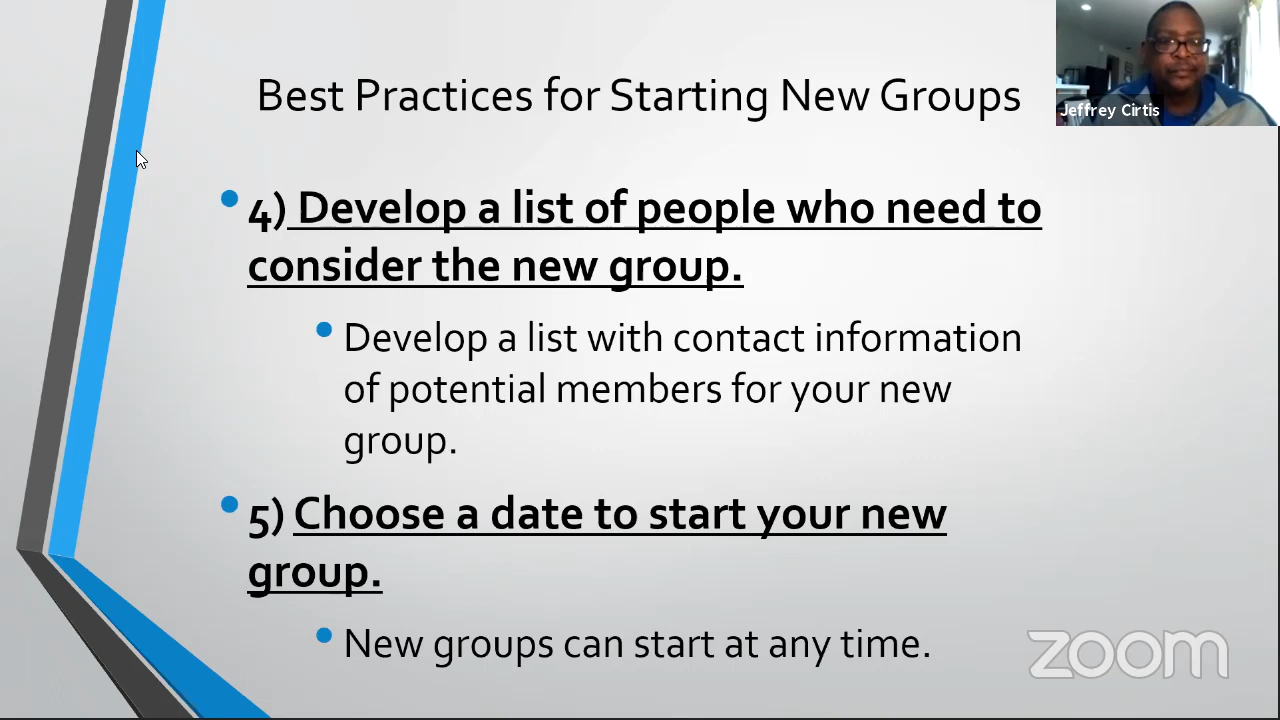 Best Practices for Starting New Groups
Jeffrey Cirtis
4) Develop a list of people who need to
consider the new group.
Develop a list with contact information
of potential members for your new
group.
5) Choose a date to start your new
group.
New groups can start at any time.
zoom